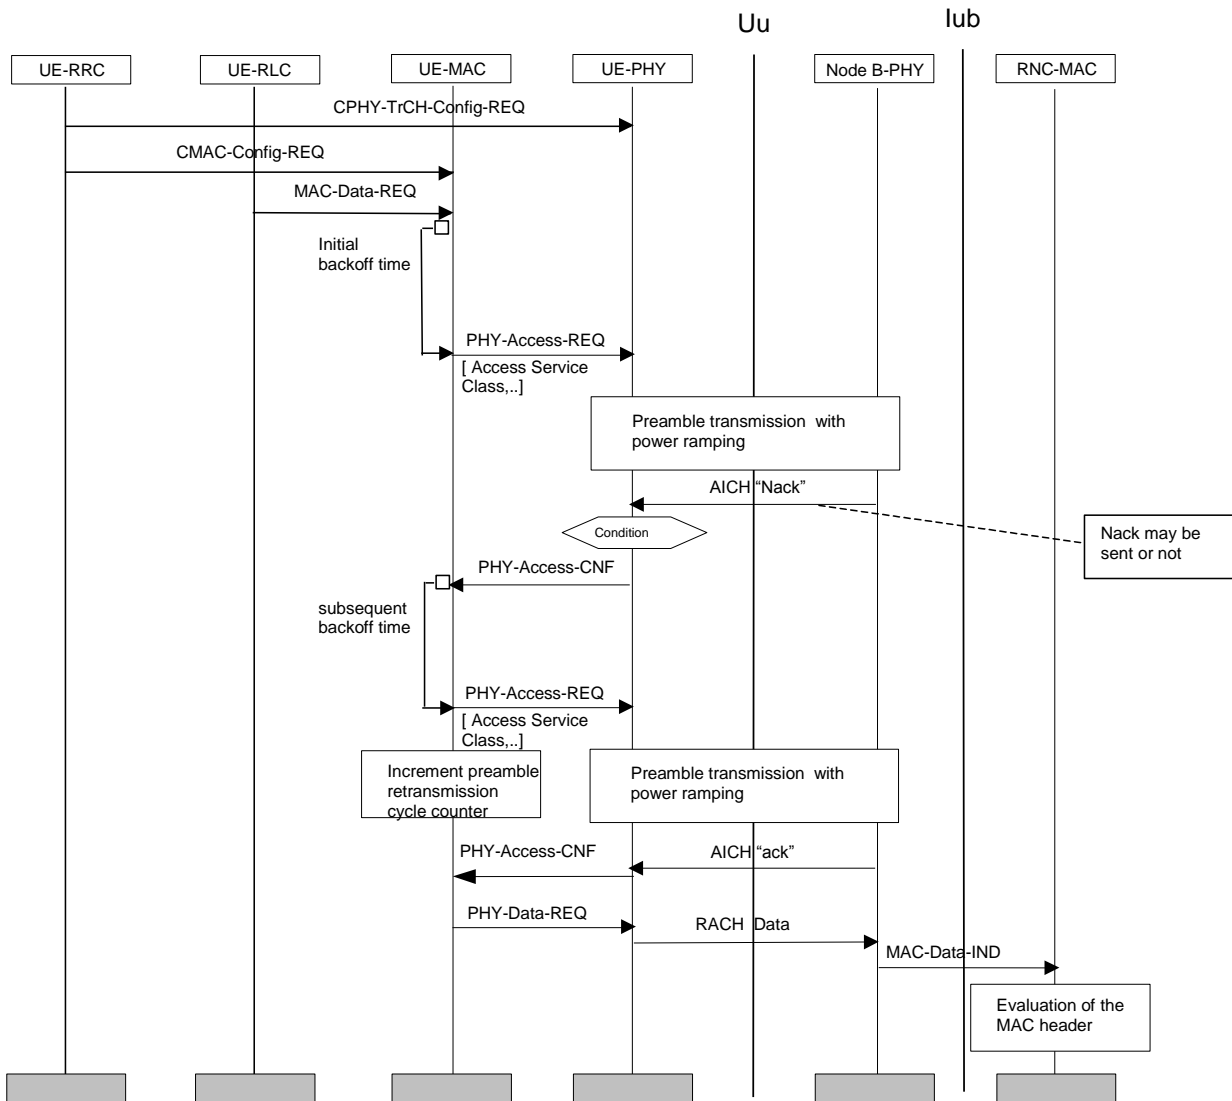 Uu
Iub
UE-RRC
UE-RLC
UE-MAC
UE-PHY
Node B-PHY
RNC-MAC
CPHY-TrCH-Config-REQ
CMAC-Config-REQ
MAC-Data-REQ
Initial
backoff time
PHY-Access-REQ
[ Access Service
Class,..]
Preamble transmission with
power ramping
AICH “Nack”
Nack may be
sent or not
Condition
PHY-Access-CNF
subsequent
backoff time
PHY-Access-REQ
[ Access Service
Class,..]
Increment preamble
retransmission
cycle counter
Preamble transmission with
power ramping
PHY-Access-CNF
AICH “ack”
PHY-Data-REQ
RACH Data
MAC-Data-IND
Evaluation of the
MAC header